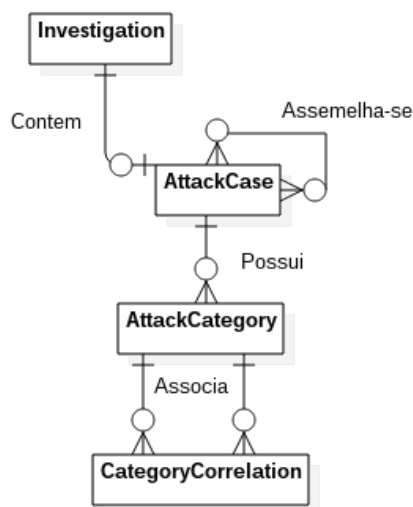 Investigation
Contem
Assemelha-se
AttackCase
Possui
AttackCategory
Associa
CategoryCorrelation